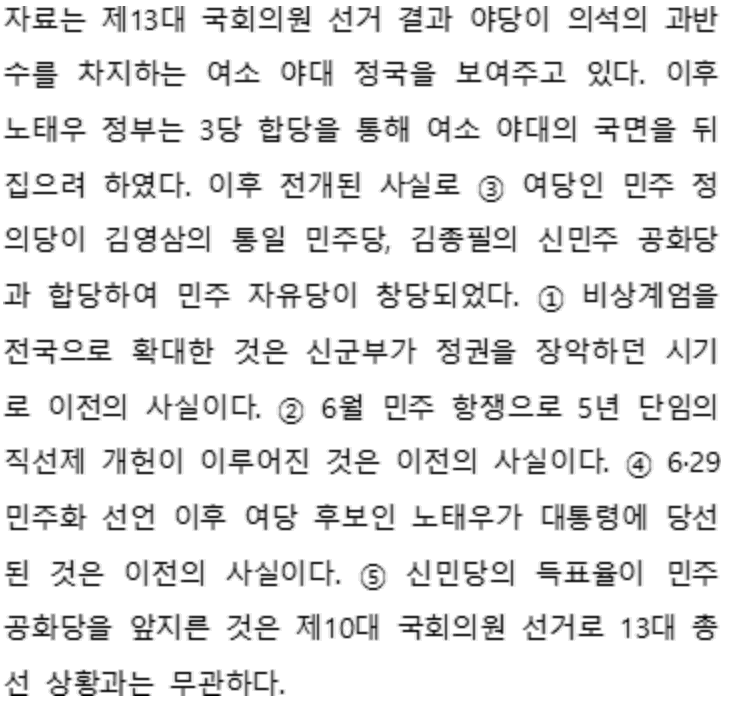 자료는 제13대 국회의원 선거 결과 야당이 의석의 과반
수를 차지하는 여소 야대 정국을 보여주고 있다. 이후
노태우 정부는 3당 합당을 통해 여소 야대의 국면을 뒤
집으려 하였다. 이후 전개된 사실로 ③ 여당인 민주 정
의당이 김영삼의 통일 민주당, 김종필의 신민주 공화당
과 합당하여 민주 자유당이 창당되었다. ① 비상계엄을
전국으로 확대한 것은 신군부가 정권을 장악하던 시기
로 이전의 사실이다. ② 6월 민주 항쟁으로 5년 단임의
직선제 개헌이 이루어진 것은 이전의 사실이다. ④ 6·29
민주화 선언 이후 여당 후보인 노태우가 대통령에 당선
된 것은 이전의 사실이다. ⑤ 신민당의 득표율이 민주
공화당을 앞지른 것은 제10대 국회의원 선거로 13대 총
선 상황과는 무관하다.